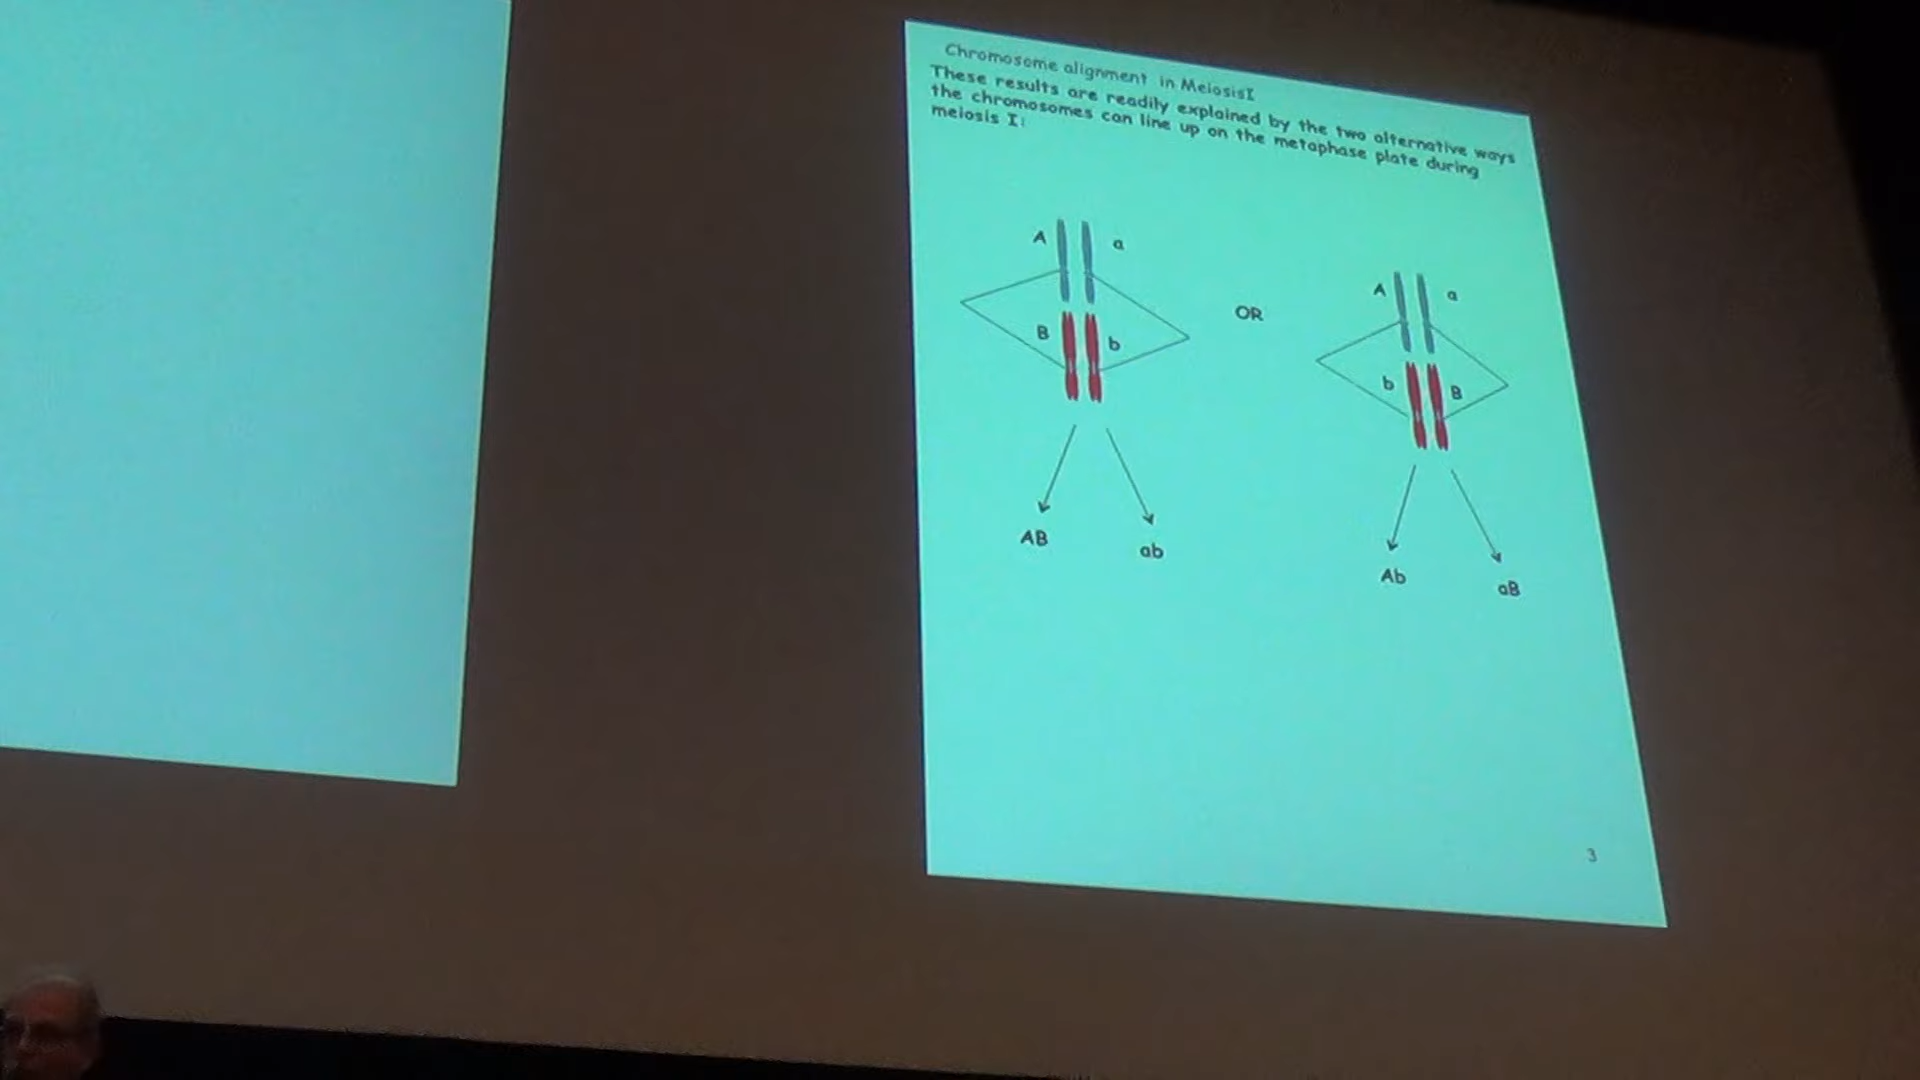 Chromosome alignment in MeiosisI
These results are readily explained by the two alternative ways
the chromosomes can line up on the metaphase plate during
meiosis I:
A a
B b
OR
A a
b B
AB ab
Ab aB
3